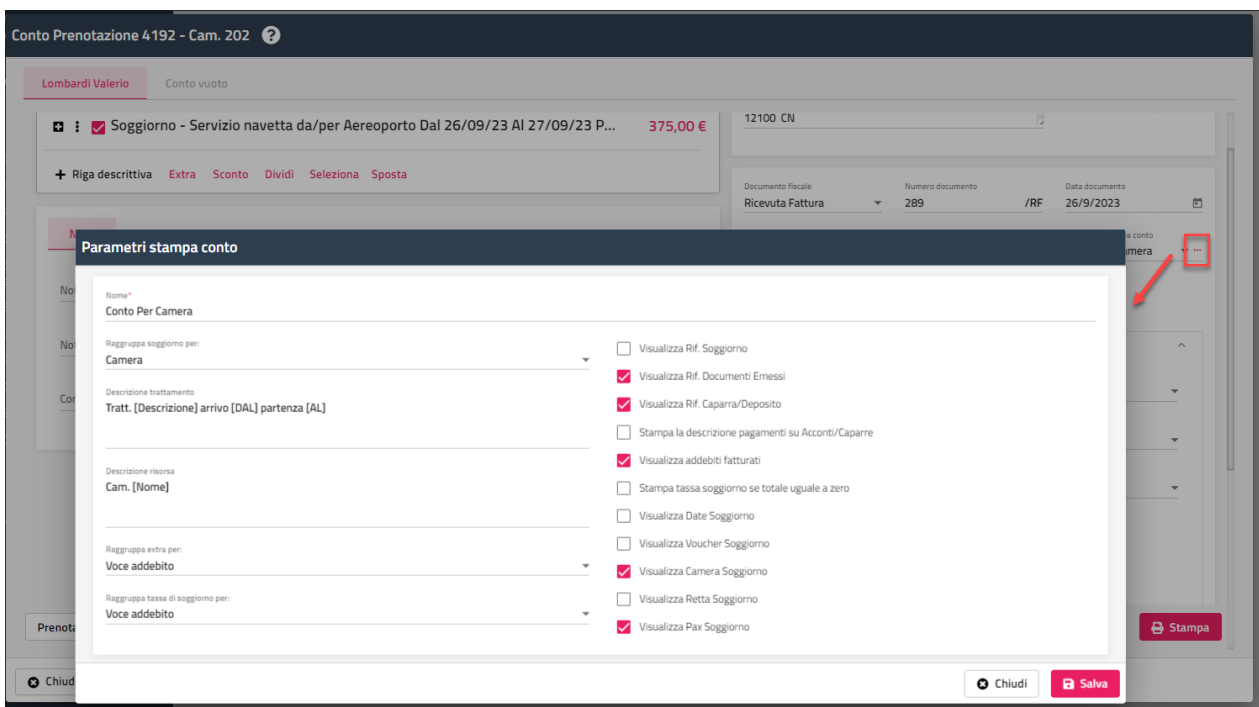 Conto Prenotazione 4192 - Cam. 202 ?
Lombardi Valerio Conto vuoto
Soggiorno - Servizio navetta da/per Aereoporto Dal 26/09/23 Al 27/09/23 P... 375,00 €
12100 CN
+ Riga descrittiva Extra Sconto Dividi Seleziona Sposta
Documento fiscale Numero documento Data documento
Ricevuta Fattura 289 /RF 26/9/2023
Parametri stampa conto
Nome*
Conto Per Camera
Raggruppa soggiorno per:
Camera
Descrizione trattamento
Tratt. [Descrizione] arrivo [DAL] partenza [AL]
Descrizione risorsa
Cam. [Nome]
Raggruppa extra per:
Voce addebito
Raggruppa tassa di soggiorno per:
Voce addebito
Visualizza Rif. Soggiorno
Visualizza Rif. Documenti Emessi
Visualizza Rif. Caparra/Deposito
Stampa la descrizione pagamenti su Acconti/Caparre
Visualizza addebiti fatturati
Stampa tassa soggiorno se totale uguale a zero
Visualizza Date Soggiorno
Visualizza Voucher Soggiorno
Visualizza Camera Soggiorno
Visualizza Retta Soggiorno
Visualizza Pax Soggiorno
Chiudi Salva
Stampa